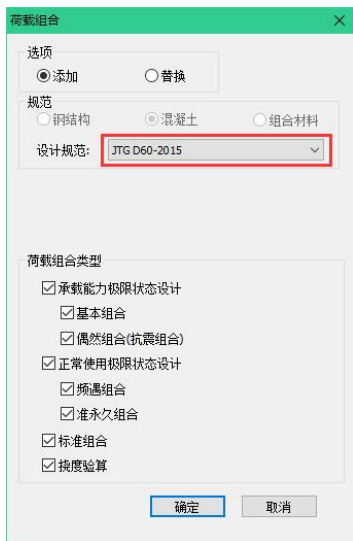 荷载组合
选项
添加 替换
规范
钢结构 混凝土 组合材料
设计规范: JTG D60-2015
荷载组合类型
承载能力极限状态设计
基本组合
偶然组合(抗震组合)
正常使用极限状态设计
频遇组合
准永久组合
标准组合
挠度验算
确定 取消